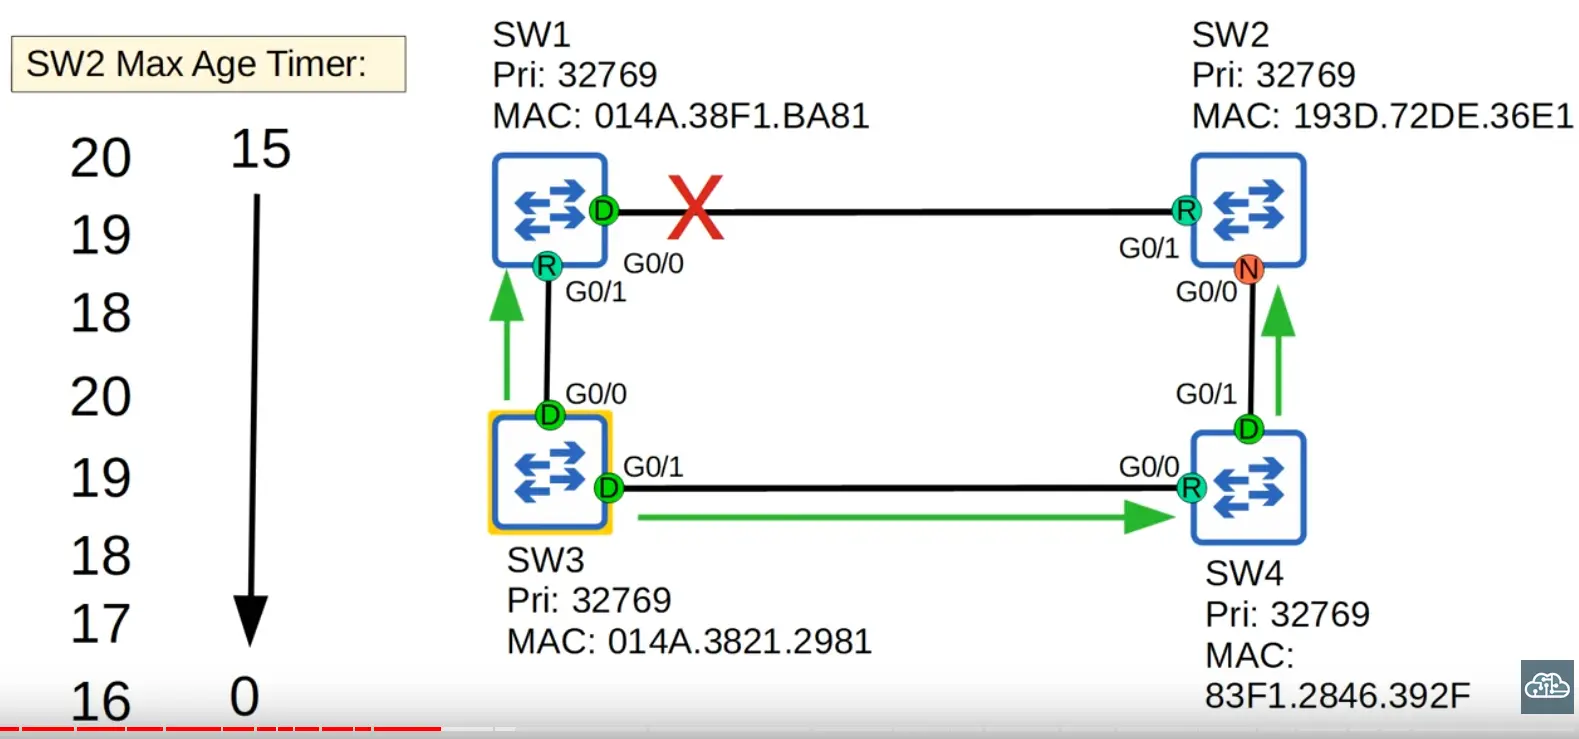 SW2 Max Age Timer:
20
15
19
18
20
19
18
17
16
0
SW1
Pri: 32769
MAC: 014A.38F1.BA81
D
G0/0
R
G0/1
X
SW2
Pri: 32769
MAC: 193D.72DE.36E1
R
G0/1
N
G0/0
G0/0
D
G0/1
D
SW3
Pri: 32769
MAC: 014A.3821.2981
G0/1
D
G0/0
R
SW4
Pri: 32769
MAC:
83F1.2846.392F